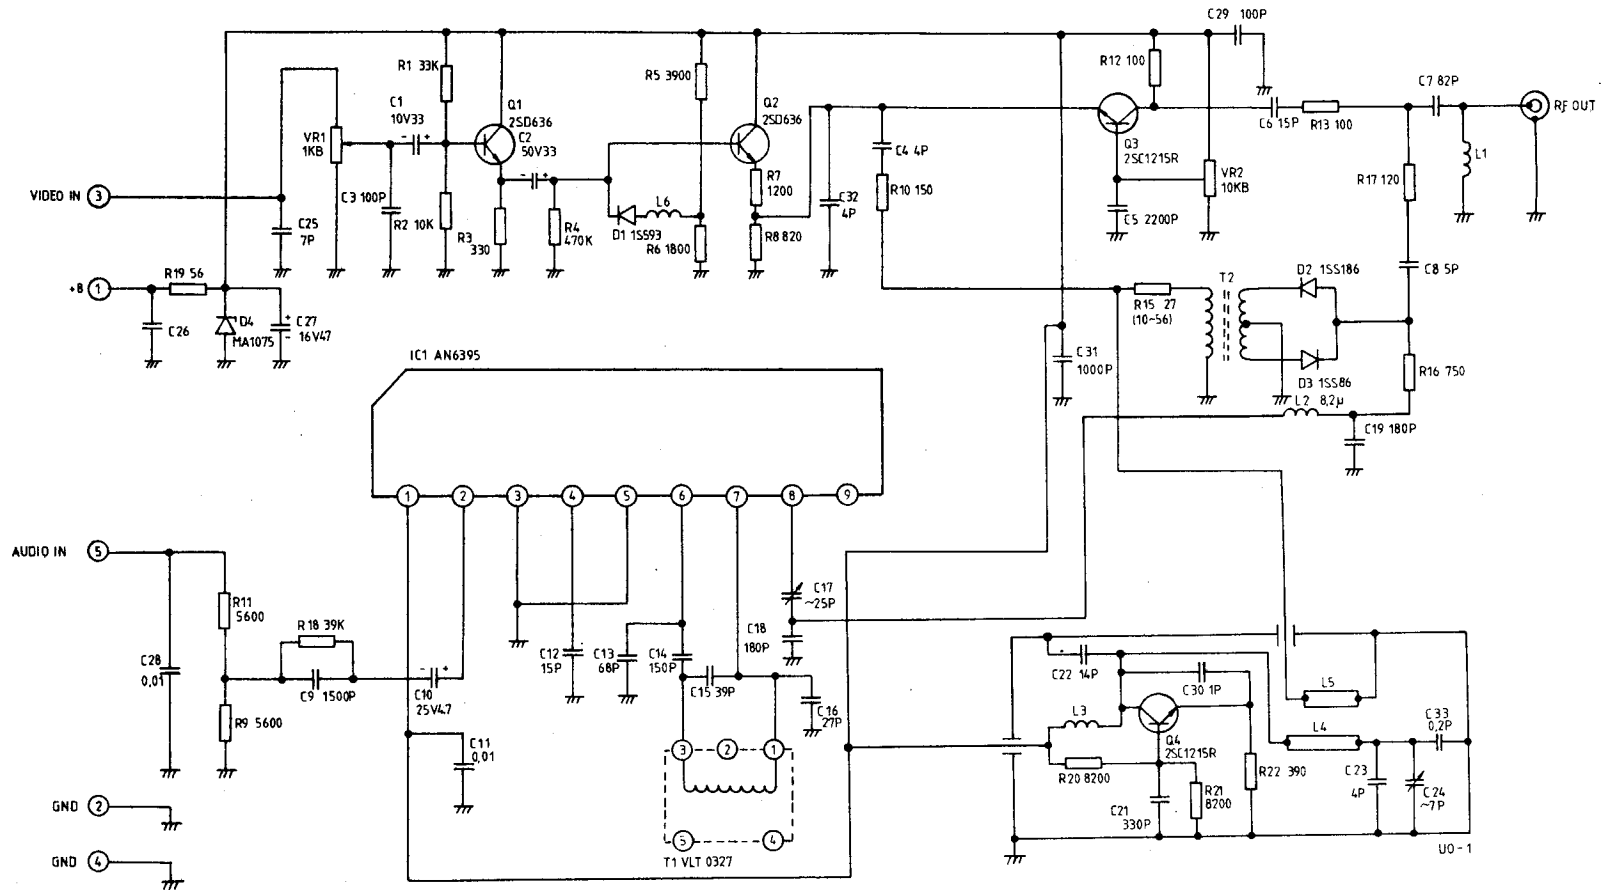 C29 100P
R1 33K
R5 3900
R12 100
C7 82P
RF OUT
C1
10V33
Q1
2SD636
C2
50V33
Q2
2SD636
VR1
1KB
C6 15P
R13 100
C4 4P
Q3
2SC1215R
L1
VIDEO IN 3
C3 100P
R2 10K
R3
330
R4
470K
L6
D1 1SS93
R6 1800
R7
1200
R8 820
C32
4P
R10 150
VR2
10KB
C5 2200P
R17 120
C25
7P
C8 5P
+B 1
R19 56
C26
D4
MA1075
+
C27
- 16V47
R15 27
(10~56)
T2
D2 1SS186
D3 1SS86
R16 750
C31
1000P
L2 8,2µ
C19 180P
IC1 AN6395
1 2 3 4 5 6 7 8 9
AUDIO IN 5
R11
5600
R18 39K
C9 1500P
C28
0,01
R9 5600
- +
C10
25V4.7
C11
0,01
C12
15P
C13
68P
C14
150P
C15 39P
C16
27P
C17
~25P
C18
180P
3 2 1
5 4
T1 VLT 0327
GND 2
GND 4
C22 14P
C30 1P
L3
Q4
2SC1215R
R20 8200
C21
330P
R21
8200
R22 390
L5
L4
C33
0,2P
C23
4P
C24
~7P
UO-1